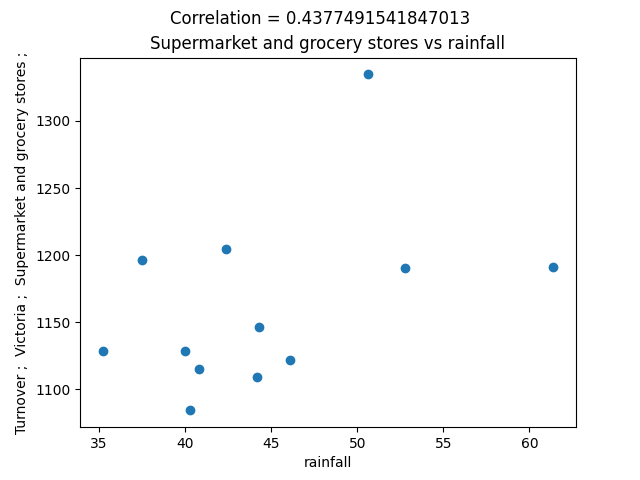 Correlation = 0.4377491541847013
Supermarket and grocery stores vs rainfall
Turnover ;  Victoria ;  Supermarket and grocery stores ;
1300
1250
1200
1150
1100
35 40 45 50 55 60
rainfall